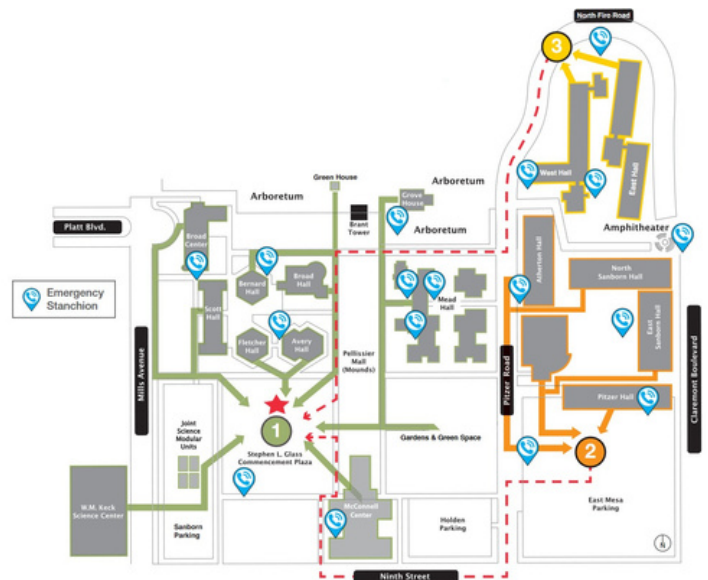 North Fire Road
3
West Hall
East Hall
Green House
Arboretum
Arboretum
Grove
House
Platt Blvd.
Broad
Center
Brant
Tower
Arboretum
Amphitheater
Bernard
Hall
Broad
Hall
Atherton Hall
North
Sanborn Hall
Emergency
Stanchion
Scott
Hall
Mead
Hall
East
Sanborn Hall
Fletcher
Hall
Avery
Hall
Pellissier
Mall
(Mounds)
Mills Avenue
Pitzer Road
Claremont Boulevard
Pitzer Hall
Joint
Science
Modular
Units
1
Stephen L. Glass
Commencement Plaza
Gardens & Green Space
2
W.M. Keck
Science Center
McConnell
Center
East Mesa
Parking
Sanborn
Parking
Holden
Parking
N
Ninth Street